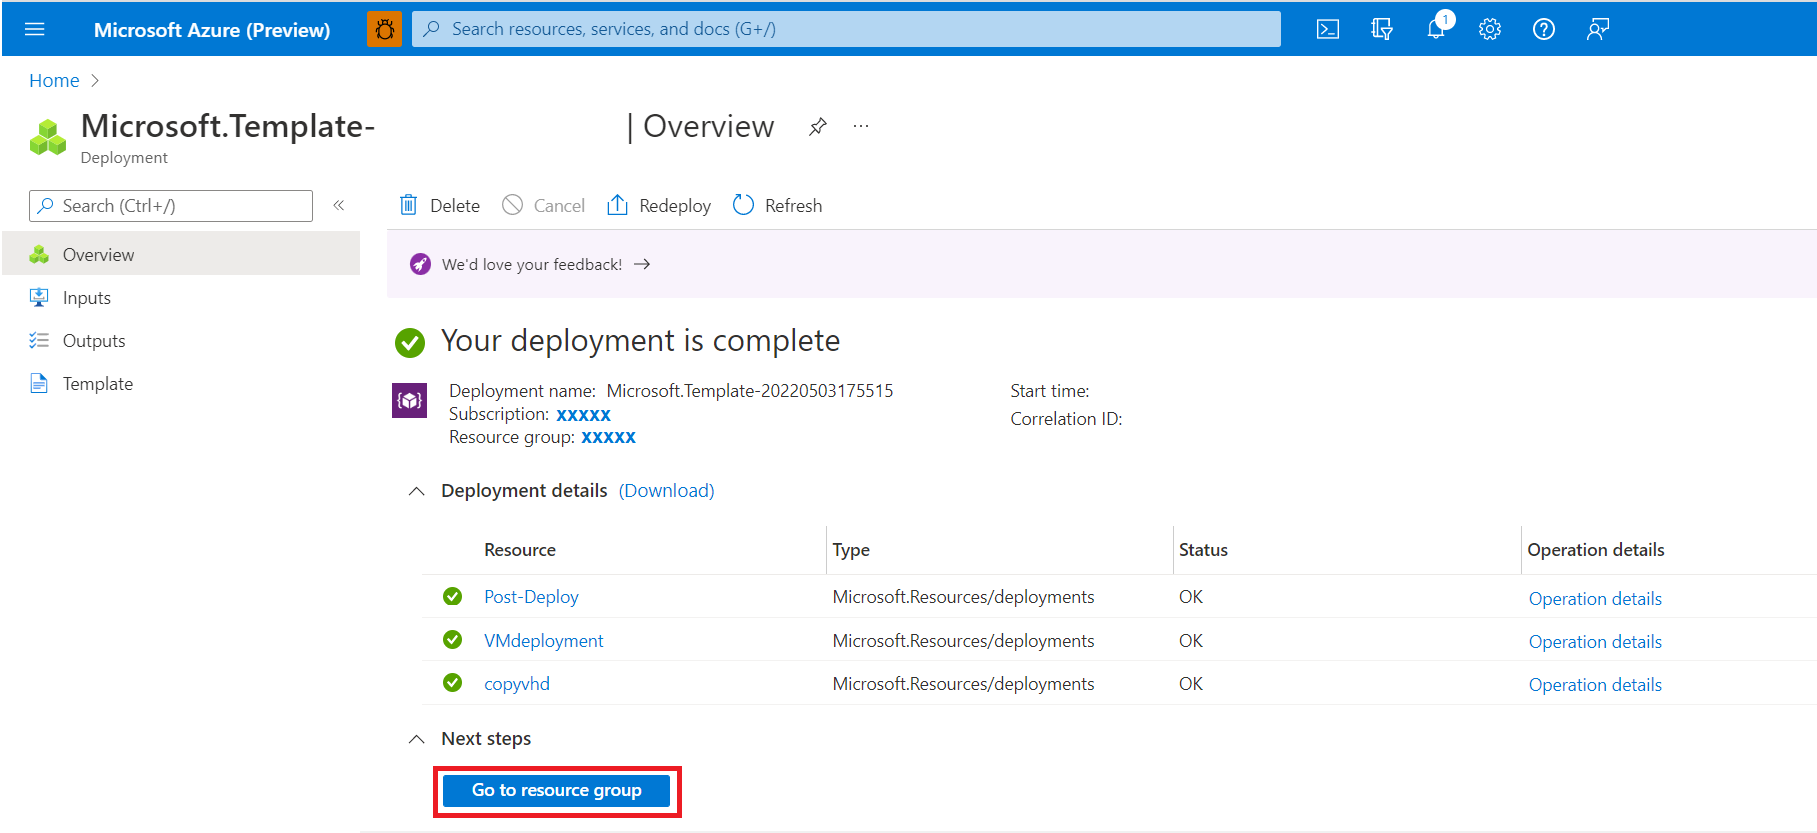 Microsoft Azure (Preview)
Search resources, services, and docs (G+/)
1
Home
Microsoft.Template- | Overview
Deployment
Search (Ctrl+/)
Overview
Inputs
Outputs
Template
Delete
Cancel
Redeploy
Refresh
We'd love your feedback!
Your deployment is complete
Deployment name: Microsoft.Template-20220503175515
Subscription: xxxxx
Resource group: xxxxx
Start time:
Correlation ID:
Deployment details (Download)
Resource Type Status Operation details
Post-Deploy Microsoft.Resources/deployments OK Operation details
VMdeployment Microsoft.Resources/deployments OK Operation details
copyvhd Microsoft.Resources/deployments OK Operation details
Next steps
Go to resource group